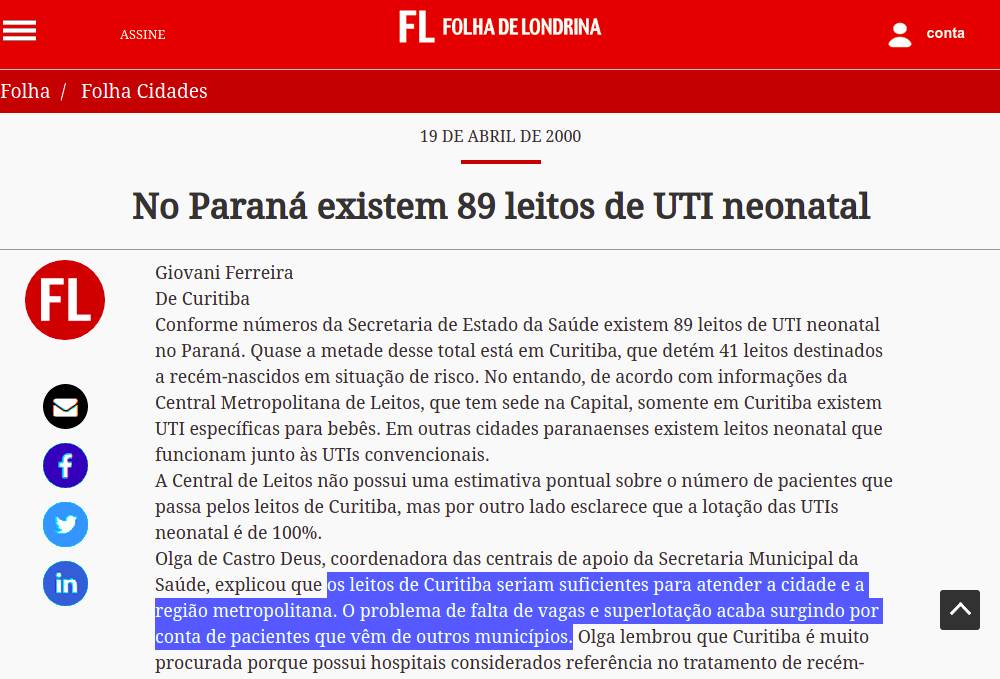 ASSINE
FL FOLHA DE LONDRINA
conta
Folha / Folha Cidades
19 DE ABRIL DE 2000
No Paraná existem 89 leitos de UTI neonatal
FL
Giovani Ferreira
De Curitiba
Conforme números da Secretaria de Estado da Saúde existem 89 leitos de UTI neonatal
no Paraná. Quase a metade desse total está em Curitiba, que detém 41 leitos destinados
a recém-nascidos em situação de risco. No entando, de acordo com informações da
Central Metropolitana de Leitos, que tem sede na Capital, somente em Curitiba existem
UTI específicas para bebês. Em outras cidades paranaenses existem leitos neonatal que
funcionam junto às UTIs convencionais.
A Central de Leitos não possui uma estimativa pontual sobre o número de pacientes que
passa pelos leitos de Curitiba, mas por outro lado esclarece que a lotação das UTIs
neonatal é de 100%.
Olga de Castro Deus, coordenadora das centrais de apoio da Secretaria Municipal da
Saúde, explicou que os leitos de Curitiba seriam suficientes para atender a cidade e a
região metropolitana. O problema de falta de vagas e superlotação acaba surgindo por
conta de pacientes que vêm de outros municípios. Olga lembrou que Curitiba é muito
procurada porque possui hospitais considerados referência no tratamento de recém-